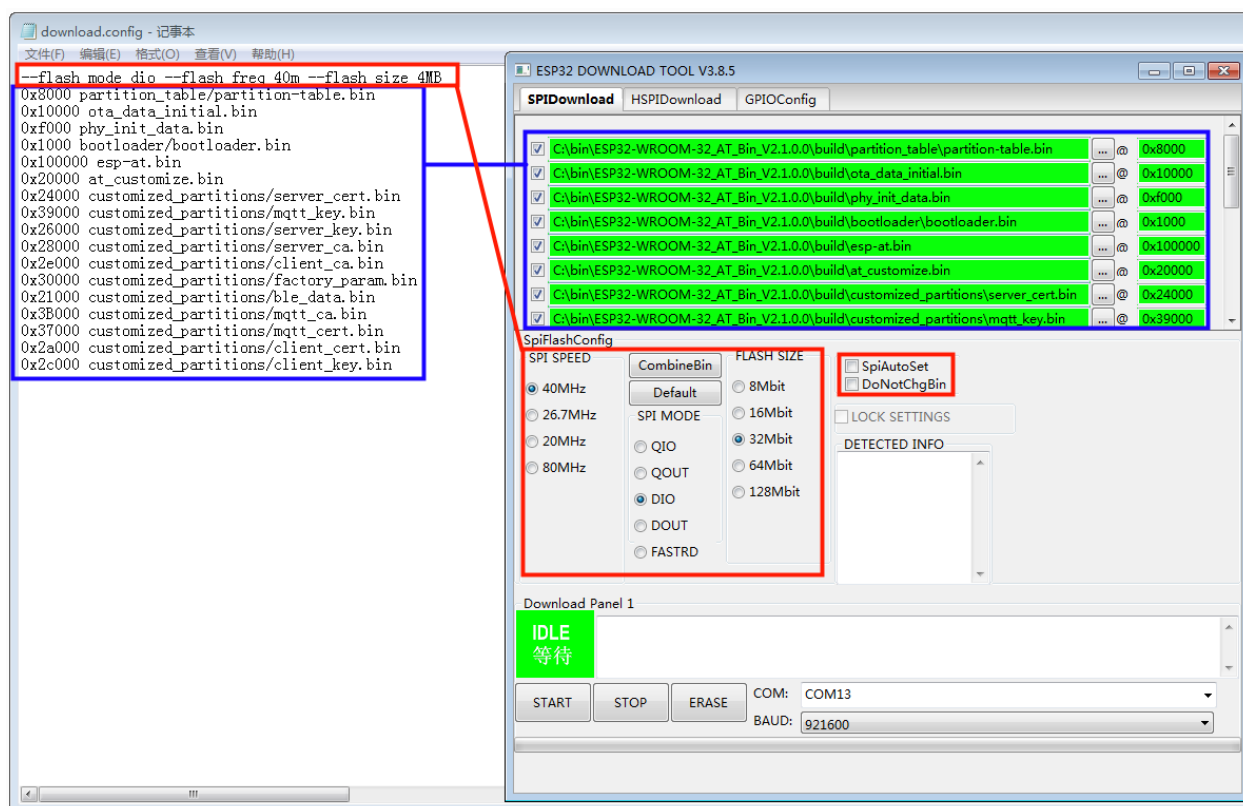 download.config - 记事本
文件(F) 编辑(E) 格式(O) 查看(V) 帮助(H)
--flash_mode dio --flash_freq 40m --flash_size 4MB
0x8000 partition_table/partition-table.bin
0x10000 ota_data_initial.bin
0xf000 phy_init_data.bin
0x1000 bootloader/bootloader.bin
0x100000 esp-at.bin
0x20000 at_customize.bin
0x24000 customized_partitions/server_cert.bin
0x39000 customized_partitions/mqtt_key.bin
0x26000 customized_partitions/server_key.bin
0x28000 customized_partitions/server_ca.bin
0x2e000 customized_partitions/client_ca.bin
0x30000 customized_partitions/factory_param.bin
0x21000 customized_partitions/ble_data.bin
0x3B000 customized_partitions/mqtt_ca.bin
0x37000 customized_partitions/mqtt_cert.bin
0x2a000 customized_partitions/client_cert.bin
0x2c000 customized_partitions/client_key.bin
ESP32 DOWNLOAD TOOL V3.8.5
SPIDownload HSPIDownload GPIOConfig
C:\bin\ESP32-WROOM-32_AT_Bin_V2.1.0.0\build\partition_table\partition-table.bin ... @ 0x8000
C:\bin\ESP32-WROOM-32_AT_Bin_V2.1.0.0\build\ota_data_initial.bin ... @ 0x10000
C:\bin\ESP32-WROOM-32_AT_Bin_V2.1.0.0\build\phy_init_data.bin ... @ 0xf000
C:\bin\ESP32-WROOM-32_AT_Bin_V2.1.0.0\build\bootloader\bootloader.bin ... @ 0x1000
C:\bin\ESP32-WROOM-32_AT_Bin_V2.1.0.0\build\esp-at.bin ... @ 0x100000
C:\bin\ESP32-WROOM-32_AT_Bin_V2.1.0.0\build\at_customize.bin ... @ 0x20000
C:\bin\ESP32-WROOM-32_AT_Bin_V2.1.0.0\build\customized_partitions\server_cert.bin ... @ 0x24000
C:\bin\ESP32-WROOM-32_AT_Bin_V2.1.0.0\build\customized_partitions\mqtt_key.bin ... @ 0x39000
SpiFlashConfig
SPI SPEED
40MHz
26.7MHz
20MHz
80MHz
CombineBin
Default
SPI MODE
QIO
QOUT
DIO
DOUT
FASTRD
FLASH SIZE
8Mbit
16Mbit
32Mbit
64Mbit
128Mbit
SpiAutoSet
DoNotChgBin
LOCK SETTINGS
DETECTED INFO
Download Panel 1
IDLE
等待
START STOP ERASE
COM: COM13
BAUD: 921600